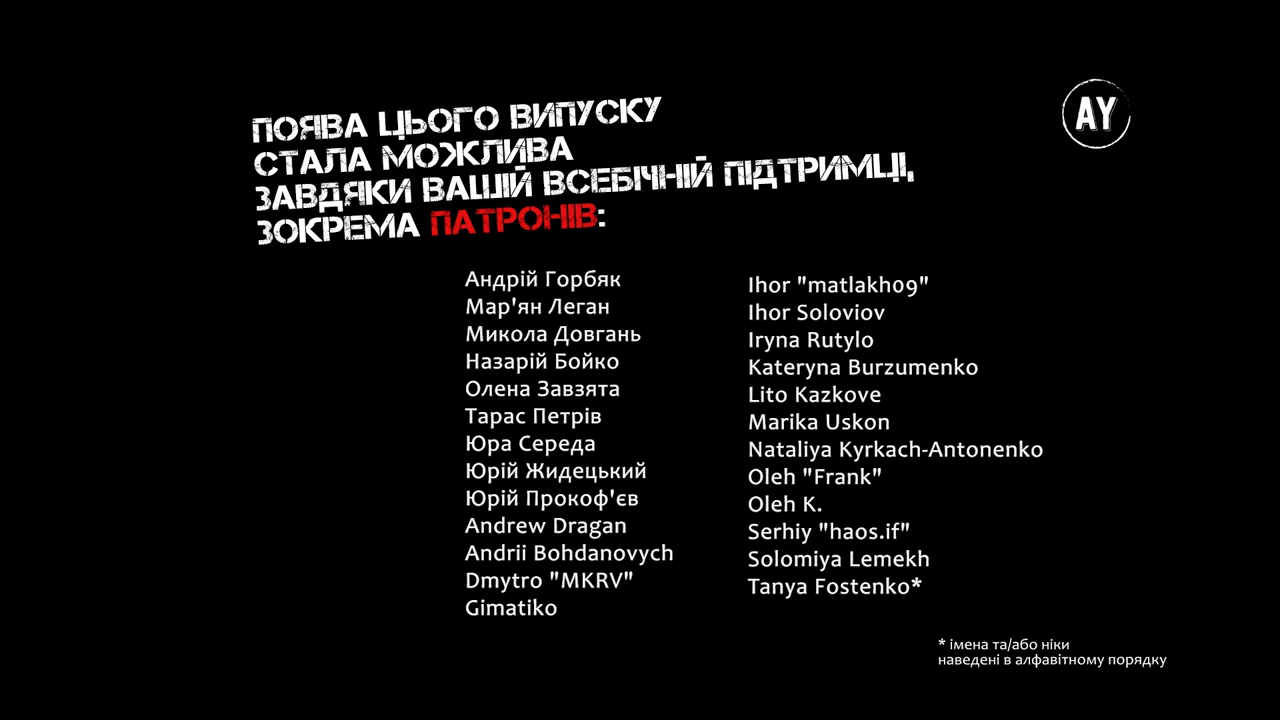 ПОЯВА ЦЬОГО ВИПУСКУ
СТАЛА МОЖЛИВА
ЗАВДЯКИ ВАШІЙ ВСЕБІЧНІЙ ПІДТРИМЦІ,
ЗОКРЕМА ПАТРОНІВ:
АУ
Андрій Горбяк
Мар'ян Леган
Микола Довгань
Назарій Бойко
Олена Завзята
Тарас Петрів
Юра Середа
Юрій Жидецький
Юрій Прокоф'єв
Andrew Dragan
Andrii Bohdanovych
Dmytro "MKRV"
Gimatiko
Ihor "matlakh09"
Ihor Soloviov
Iryna Rutylo
Kateryna Burzumenko
Lito Kazkove
Marika Uskon
Nataliya Kyrkach-Antonenko
Oleh "Frank"
Oleh K.
Serhiy "haos.if"
Solomiya Lemekh
Tanya Fostenko*
* імена та/або ніки
наведені в алфавітному порядку